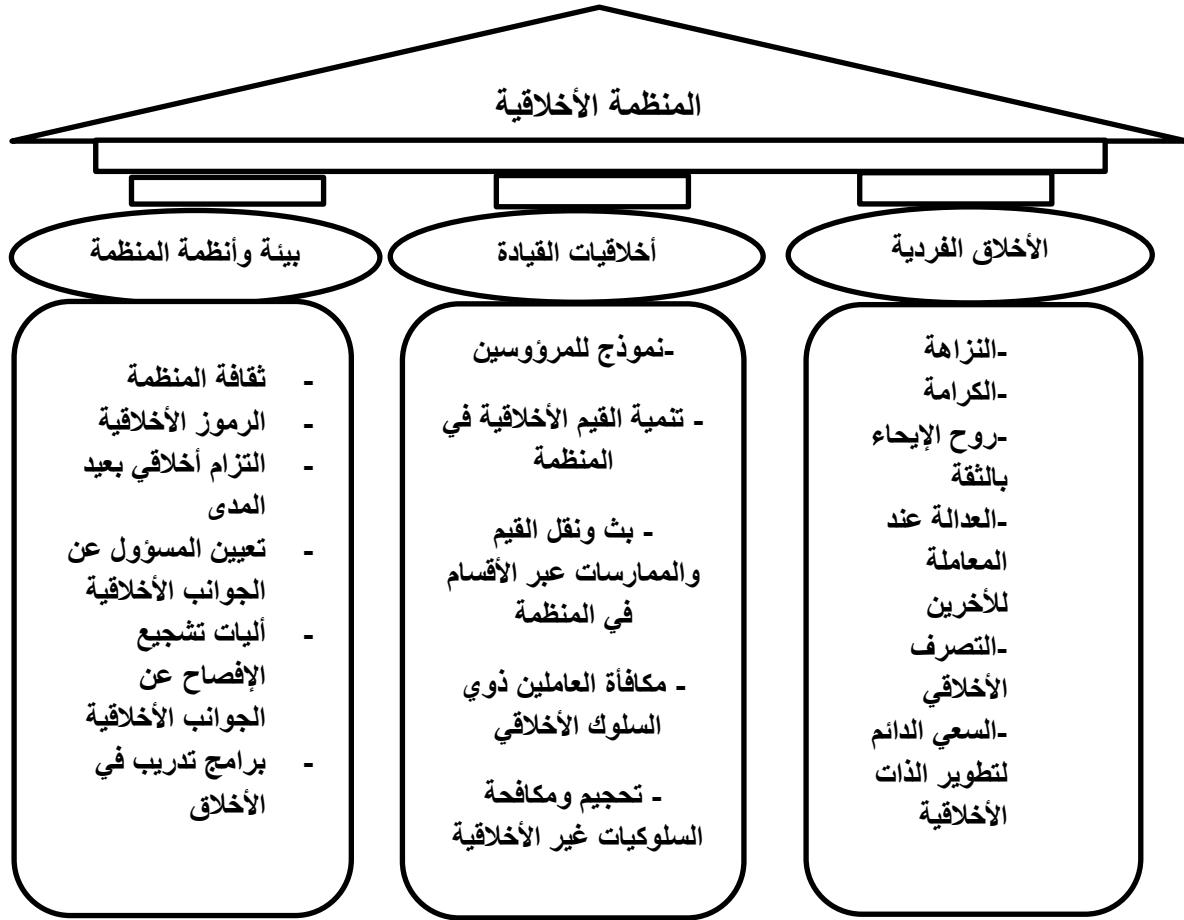 المنظمة الأخلاقية
الأخلاق الفردية
-النزاهة
-الكرامة
-روح الإيحاء
بالثقة
-العدالة عند
المعاملة
للأخرين
-التصرف
الأخلاقي
-السعي الدائم
لتطوير الذات
الأخلاقية
أخلاقيات القيادة
-نموذج للمرؤوسين
- تنمية القيم الأخلاقية في
المنظمة
- بث ونقل القيم
والممارسات عبر الأقسام
في المنظمة
- مكافأة العاملين ذوي
السلوك الأخلاقي
- تحجيم ومكافحة
السلوكيات غير الأخلاقية
بيئة وأنظمة المنظمة
- ثقافة المنظمة
- الرموز الأخلاقية
- التزام أخلاقي بعيد
المدى
- تعيين المسؤول عن
الجوانب الأخلاقية
- أليات تشجيع
الإفصاح عن
الجوانب الأخلاقية
- برامج تدريب في
الأخلاق